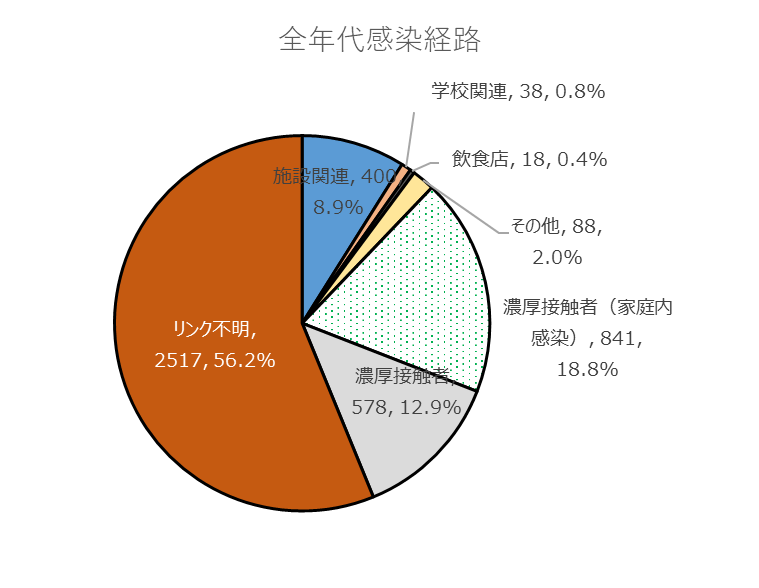 全年代感染経路
学校関連, 38, 0.8%
施設関連, 400,
8.9%
飲食店, 18, 0.4%
その他, 88,
2.0%
濃厚接触者（家庭内
感染）, 841,
18.8%
リンク不明,
2517, 56.2%
濃厚接触者,
578, 12.9%